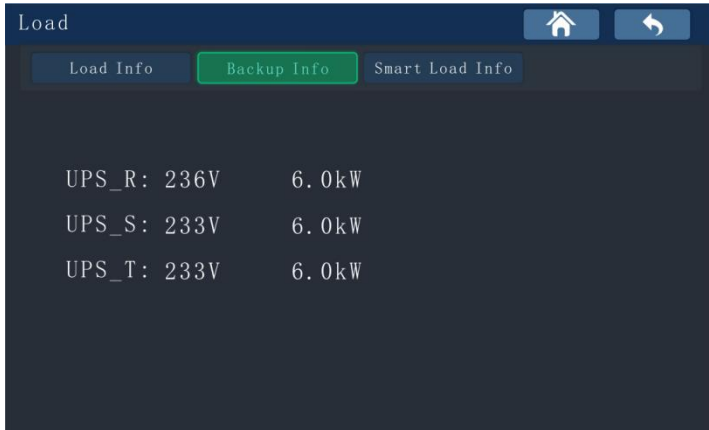 Load
Load Info Backup Info Smart Load Info
UPS_R: 236V 6.0kW
UPS_S: 233V 6.0kW
UPS_T: 233V 6.0kW